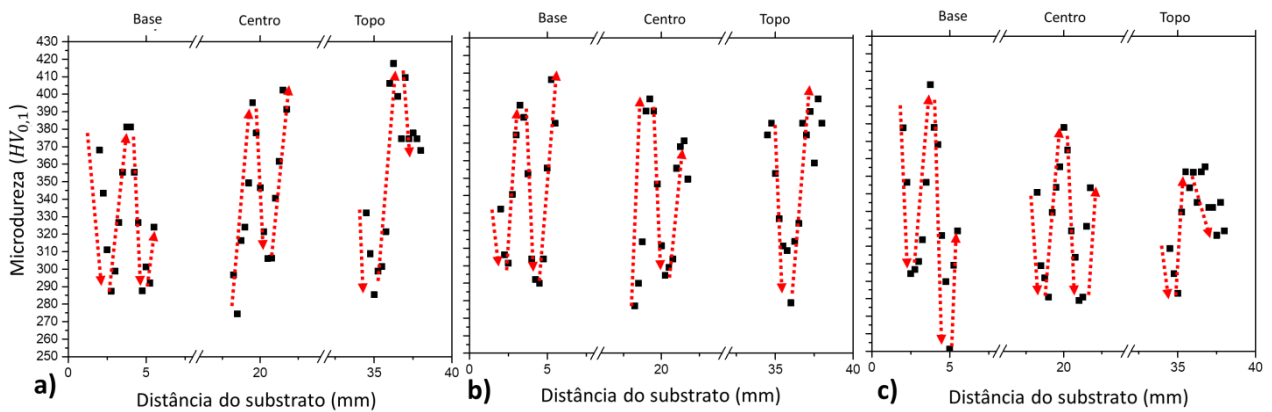 Base Centro Topo
Base Centro Topo
Base Centro Topo
Microdureza (HV0,1)
430
420
410
400
390
380
370
360
350
340
330
320
310
300
290
280
270
260
250
0 5 20 35 40
0 5 20 35 40
0 5 20 35 40
a)
Distância do substrato (mm)
b)
Distância do substrato (mm)
c)
Distância do substrato (mm)